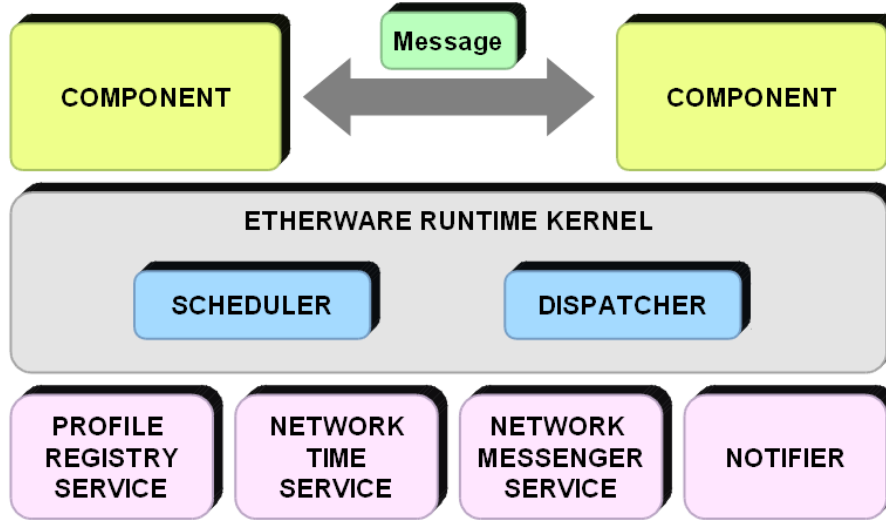 Message
COMPONENT
COMPONENT
ETHERWARE RUNTIME KERNEL
SCHEDULER
DISPATCHER
PROFILE
REGISTRY
SERVICE
NETWORK
TIME
SERVICE
NETWORK
MESSENGER
SERVICE
NOTIFIER